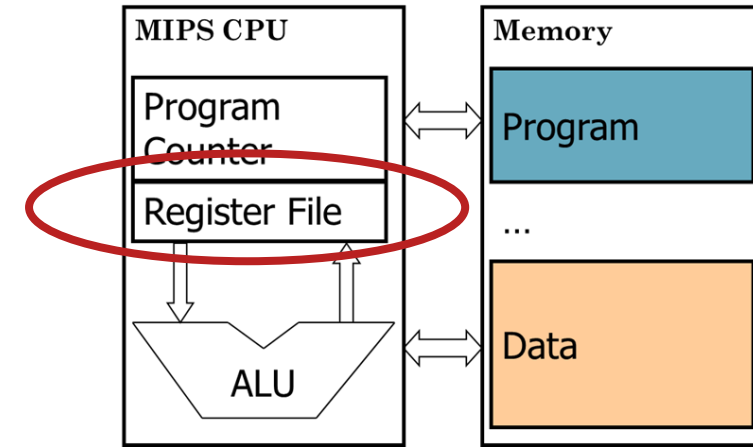 MIPS CPU
Program
Counter
Register File
ALU
Memory
Program
...
Data